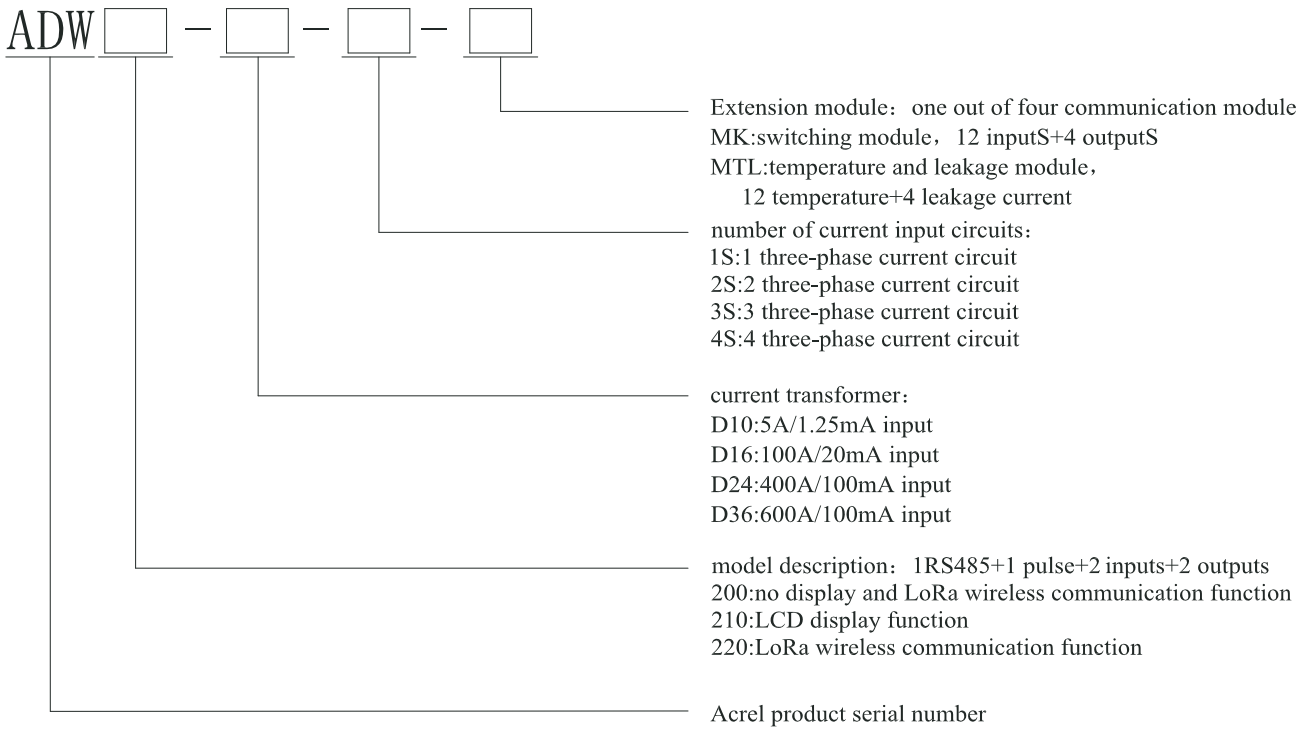 ADW □ - □ - □ - □
Extension module：one out of four communication module
MK:switching module，12 inputS+4 outputS
MTL:temperature and leakage module，
12 temperature+4 leakage current
number of current input circuits：
1S:1 three-phase current circuit
2S:2 three-phase current circuit
3S:3 three-phase current circuit
4S:4 three-phase current circuit
current transformer：
D10:5A/1.25mA input
D16:100A/20mA input
D24:400A/100mA input
D36:600A/100mA input
model description：1RS485+1 pulse+2 inputs+2 outputs
200:no display and LoRa wireless communication function
210:LCD display function
220:LoRa wireless communication function
Acrel product serial number